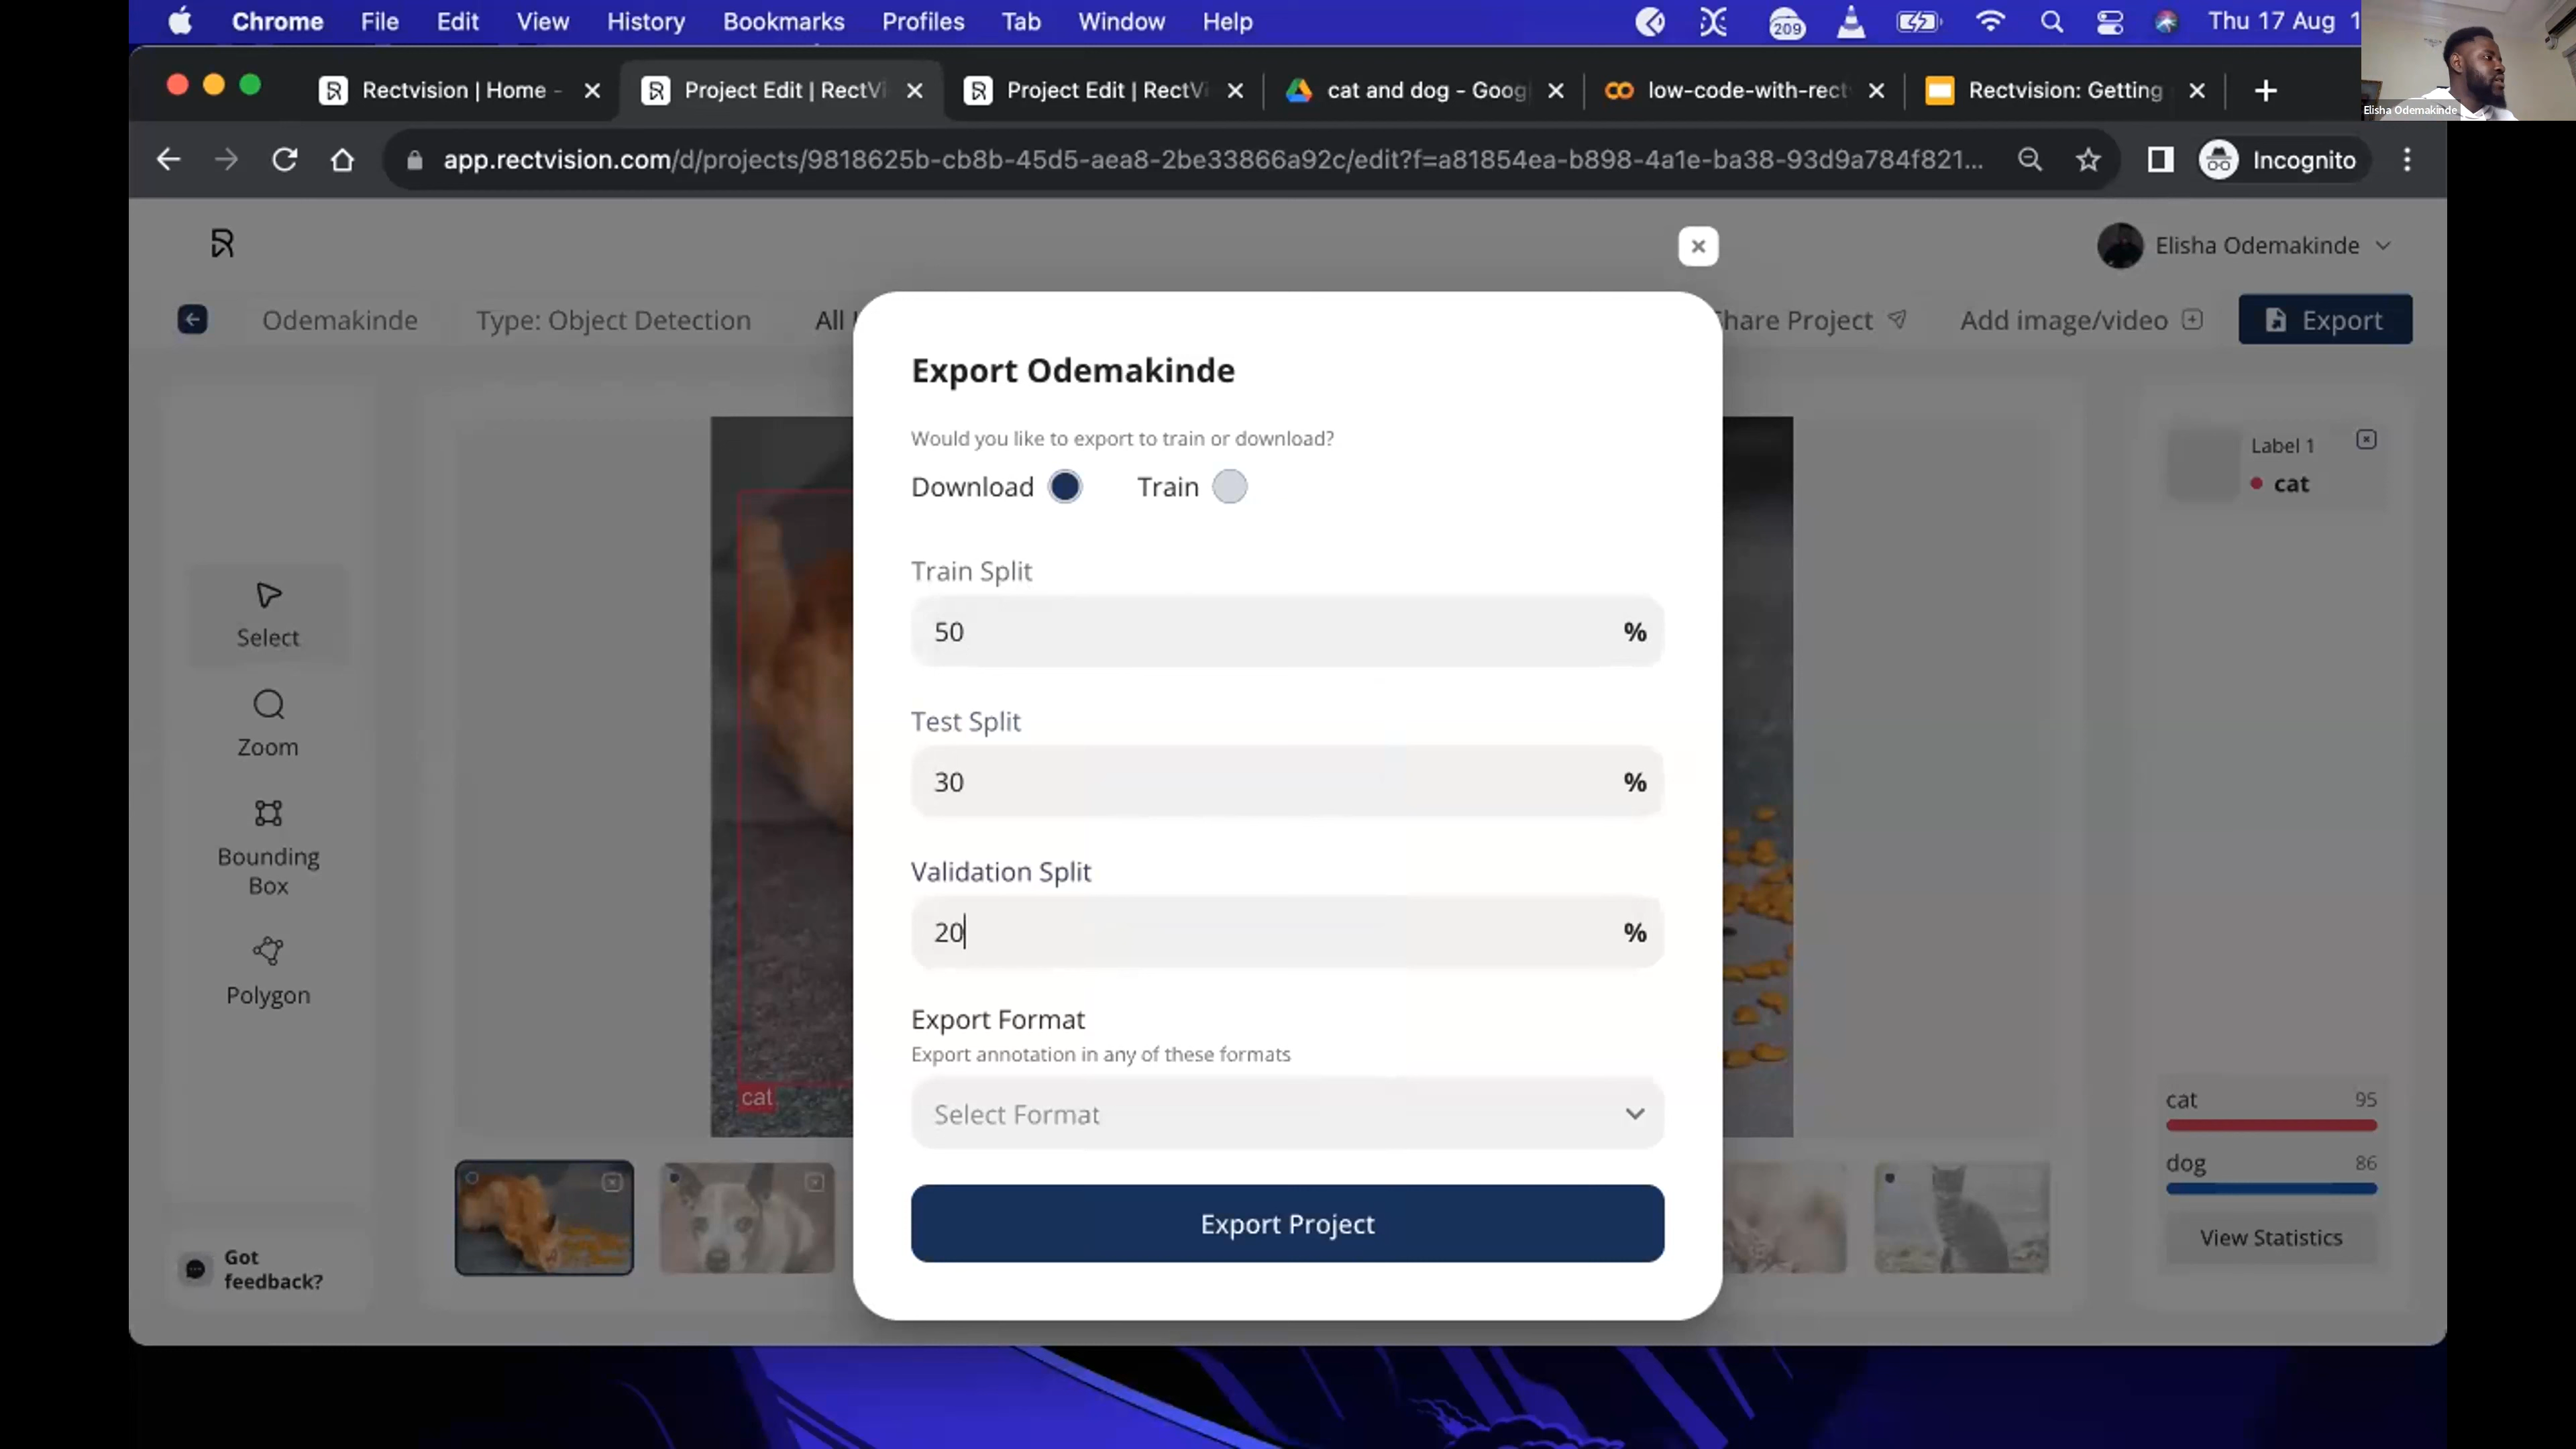 Chrome File Edit View History Bookmarks Profiles Tab Window Help
209
Thu 17 Aug 1
Rectvision | Home -
Project Edit | RectVi
Project Edit | RectVi
cat and dog - Goog
low-code-with-rect
Rectvision: Getting
Elisha Odemakinde
app.rectvision.com/d/projects/9818625b-cb8b-45d5-aea8-2be33866a92c/edit?f=a81854ea-b898-4a1e-ba38-93d9a784f821...
Incognito
Elisha Odemakinde
Odemakinde
Type: Object Detection
All
hare Project
Add image/video
Export
Export Odemakinde
Would you like to export to train or download?
Download
Train
Train Split
50 %
Test Split
30 %
Validation Split
20 %
Export Format
Export annotation in any of these formats
Select Format
Export Project
Select
Zoom
Bounding
Box
Polygon
Got
feedback?
cat
Label 1
cat
cat 95
dog 86
View Statistics